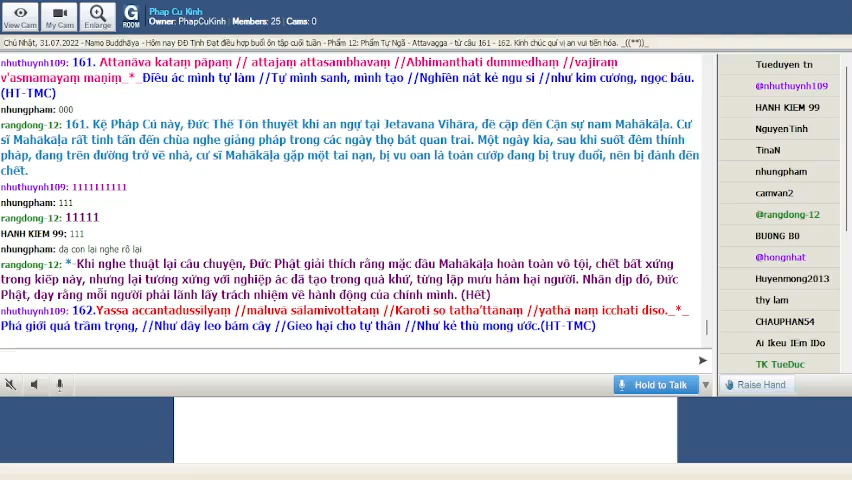 Phap Cu Kinh
Owner: PhapCuKinh | Members: 25 | Cams: 0
View Cam
My Cam
Enlarge
G
ROOM
Chủ Nhật, 31.07.2022 - Namo Buddhāya - Hôm nay ĐĐ Tịnh Đạt điều hợp buổi ôn tập cuối tuần - Phẩm 12: Phẩm Tự Ngã - Attavagga - từ câu 161 - 162. Kính chúc quí vị an vui tiến hóa. _((**))_
nhuthuynh109: 161. Attanāva kataṃ pāpaṃ // attajaṃ attasambhavaṃ //Abhimanthati dummedhaṃ //vajiraṃ
v'asmamayaṃ maṇiṃ_*_Điều ác mình tự làm //Tự mình sanh, mình tạo //Nghiền nát kẻ ngu si //như kim cương, ngọc báu.
(HT-TMC)
nhungpham: 000
rangdong-12: 161. Kệ Pháp Cú này, Đức Thế Tôn thuyết khi an ngự tại Jetavana Vihāra, đề cập đến Cận sự nam Mahākāḷa. Cư
sĩ Mahākāḷa rất tinh tấn đến chùa nghe giảng pháp trong các ngày thọ bát quan trai. Một ngày kia, sau khi suốt đêm thính
pháp, đang trên đường trở về nhà, cư sĩ Mahākāḷa gặp một tai nạn, bị vu oan là toán cướp đang bị truy đuổi, nên bị đánh đến
chết.
nhuthuynh109: 1111111111
nhungpham: 111
rangdong-12: 11111
HANH KIEM 99: 111
nhungpham: dạ con lại nghe rõ lại
rangdong-12: *-Khi nghe thuật lại câu chuyện, Đức Phật giải thích rằng mặc dầu Mahākāḷa hoàn toàn vô tội, chết bất xứng
trong kiếp này, nhưng lại tương xứng với nghiệp ác đã tạo trong quá khứ, từng lập mưu hảm hại người. Nhân dịp đó, Đức
Phật, dạy rằng mỗi người phải lãnh lấy trách nhiệm về hành động của chính mình. (Hết)
nhuthuynh109: 162.Yassa accantadussīlyaṃ //māluvā sālamivottataṃ //Karoti so tatha'ttānaṃ //yathā naṃ icchati diso._*_
Phá giới quá trầm trọng, //Như dây leo bám cây //Gieo hại cho tự thân //Như kẻ thù mong ước.(HT-TMC)
Hold to Talk
Tueduyen tn
@nhuthuynh109
HANH KIEM 99
NguyenTinh
TinaN
nhungpham
camvan2
@rangdong-12
BUONG BO
@hongnhat
Huyenmong2013
thy lam
CHAUPHAN54
Ai Ikeu IEm IDo
TK TueDuc
Raise Hand